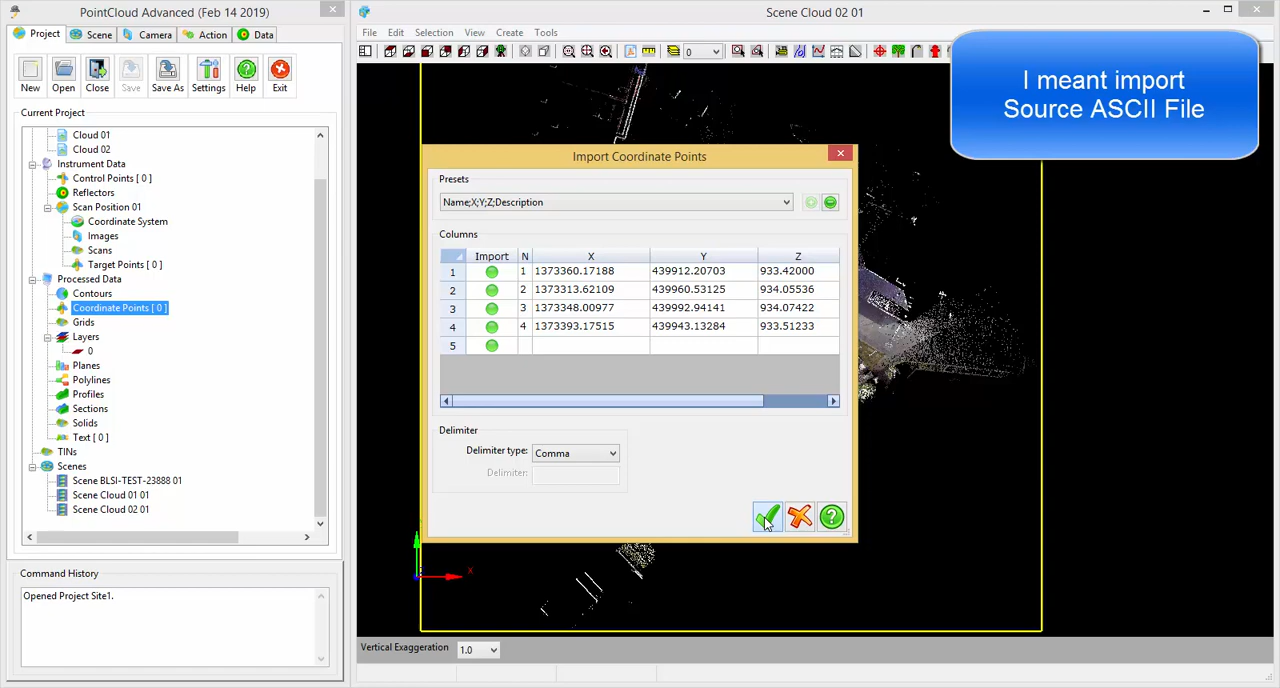 PointCloud Advanced (Feb 14 2019)
Project
Scene
Camera
Action
Data
New
Open
Close
Save
Save As
Settings
Help
Exit
Current Project
Cloud 01
Cloud 02
Instrument Data
Control Points [ 0 ]
Reflectors
Scan Position 01
Coordinate System
Images
Scans
Target Points [ 0 ]
Processed Data
Contours
Coordinate Points [ 0 ]
Grids
Layers
0
Planes
Polylines
Profiles
Sections
Solids
Text [ 0 ]
TINs
Scenes
Scene BLSI-TEST-23888 01
Scene Cloud 01 01
Scene Cloud 02 01
Command History
Opened Project Site1.
Scene Cloud 02 01
File Edit Selection View Create Tools
0
I meant import
Source ASCII File
Import Coordinate Points
Presets
Name;X;Y;Z;Description
Columns
Import N X Y Z
1 1 1373360.17188 439912.20703 933.42000
2 2 1373313.62109 439960.53125 934.05536
3 3 1373348.00977 439992.94141 934.07422
4 4 1373393.17515 439943.13284 933.51233
5
Delimiter
Delimiter type: Comma
Delimiter:
x
Vertical Exaggeration 1.0